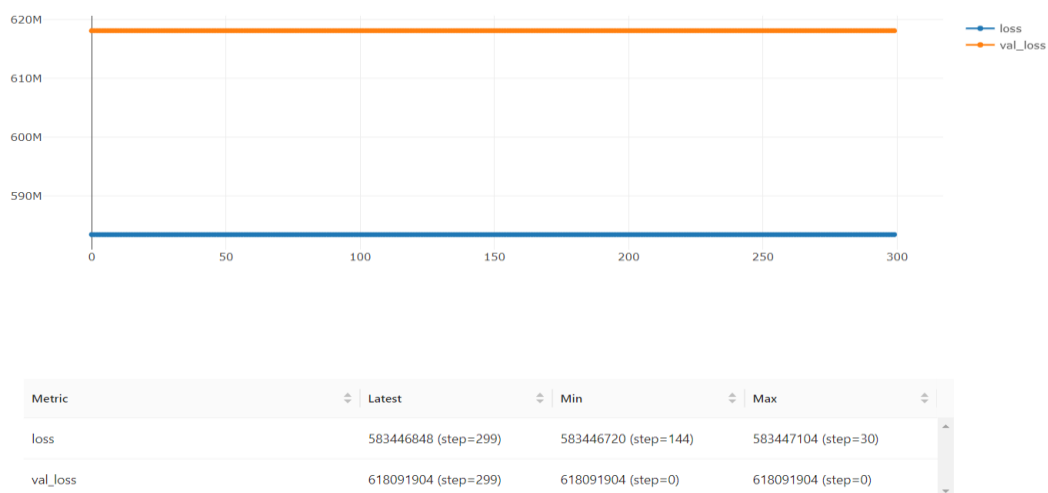 620M
loss
val_loss
610M
600M
590M
0 50 100 150 200 250 300
Metric Latest Min Max
loss 583446848 (step=299) 583446720 (step=144) 583447104 (step=30)
val_loss 618091904 (step=299) 618091904 (step=0) 618091904 (step=0)